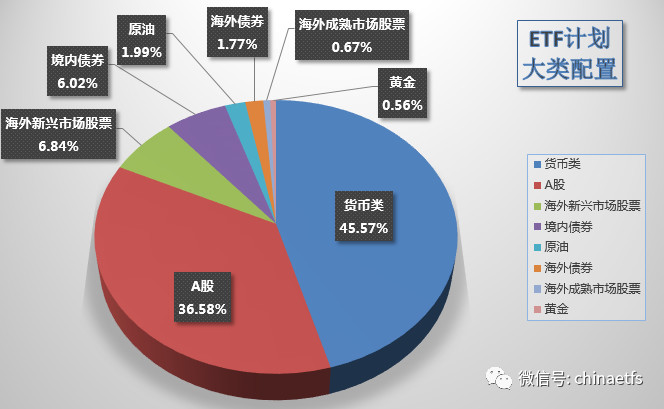 ETF计划
大类配置
原油
1.99%
海外债券
1.77%
海外成熟市场股票
0.67%
境内债券
6.02%
黄金
0.56%
海外新兴市场股票
6.84%
货币类
45.57%
A股
36.58%
货币类
A股
海外新兴市场股票
境内债券
原油
海外债券
海外成熟市场股票
黄金
微信号: chinaetfs